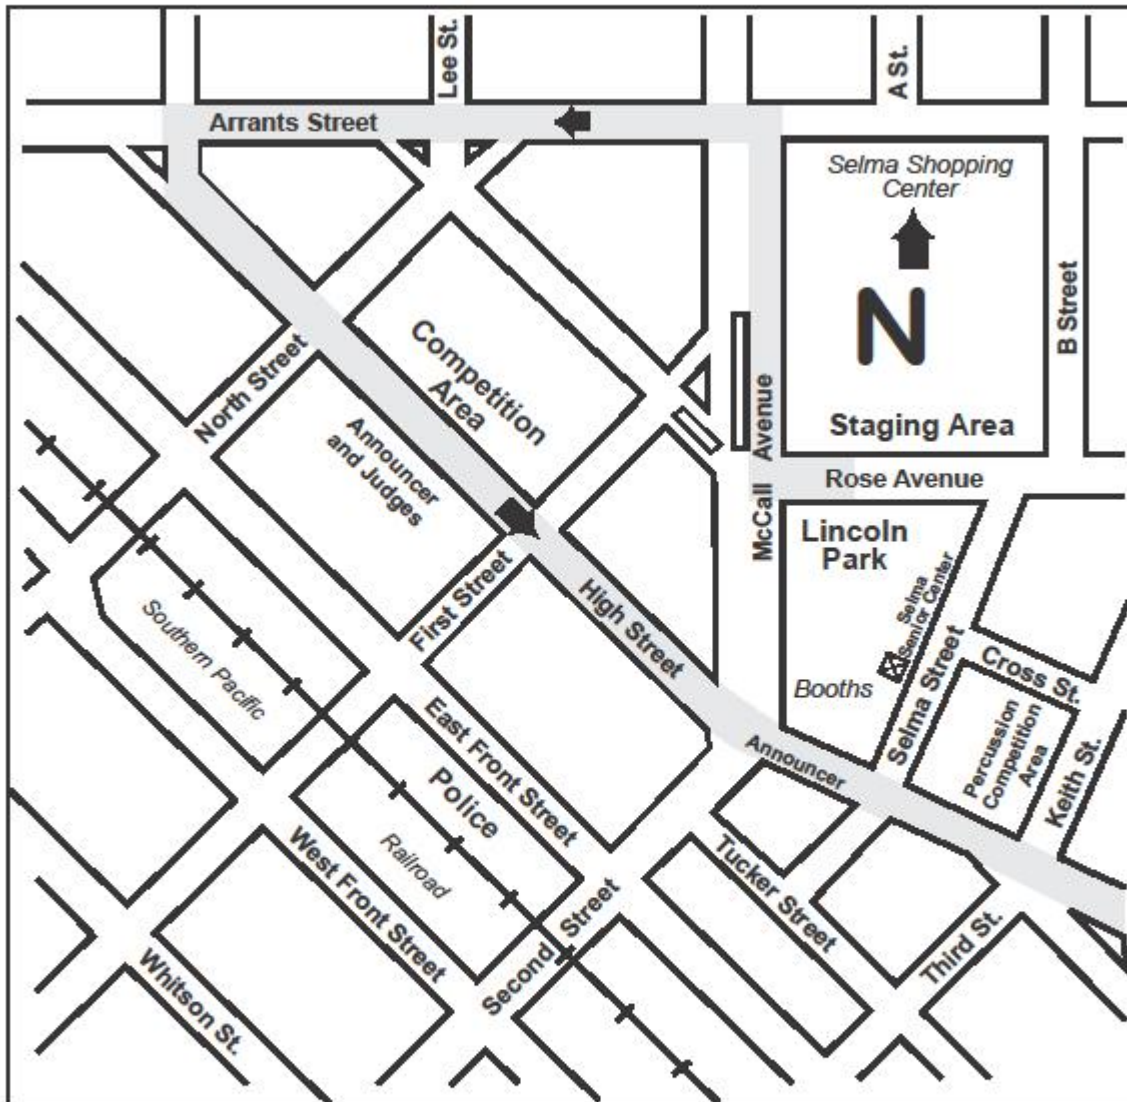 Lee St.
A St.
Arrants Street
Selma Shopping
Center
N
B Street
North Street
Competition
Area
Announcer
and Judges
McCall Avenue
Staging Area
Rose Avenue
Lincoln
Park
Selma
Senior Center
First Street
High Street
Southern Pacific
Booths
Selma Street
Cross St.
Percussion
Competition
Area
Keith St.
East Front Street
Announcer
Police
Railroad
West Front Street
Tucker Street
Second Street
Third St.
Whitson St.